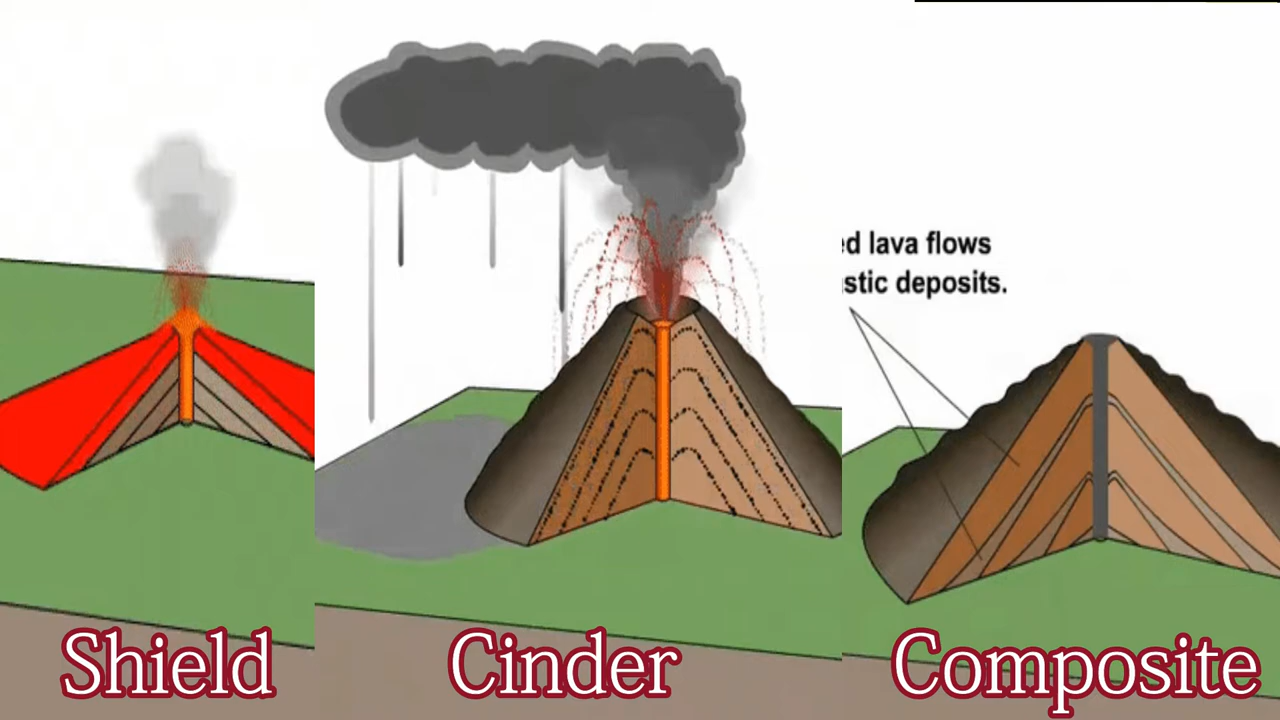 ed lava flows
stic deposits.
Shield
Cinder
Composite